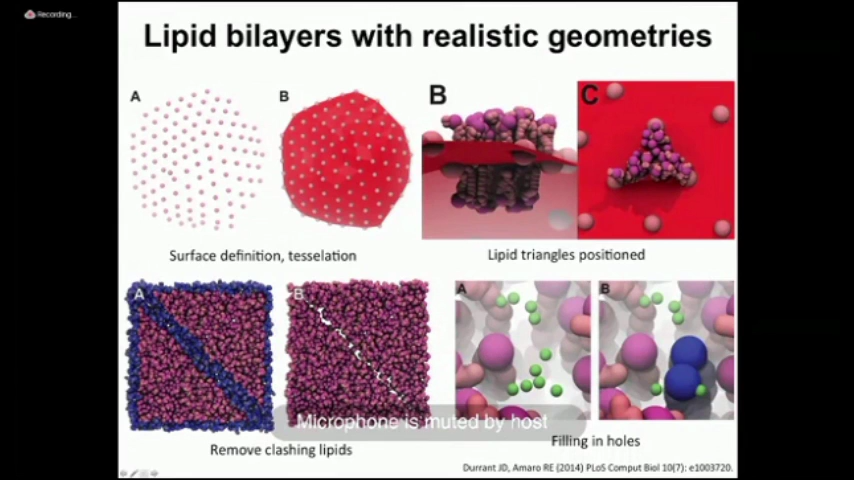 Recording...
Lipid bilayers with realistic geometries
A
B
B
C
Surface definition, tesselation
Lipid triangles positioned
A
B
A
B
Microphone is muted by host
Remove clashing lipids
Filling in holes
Durrant JD, Amaro RE (2014) PLoS Comput Biol 10(7): e1003720.